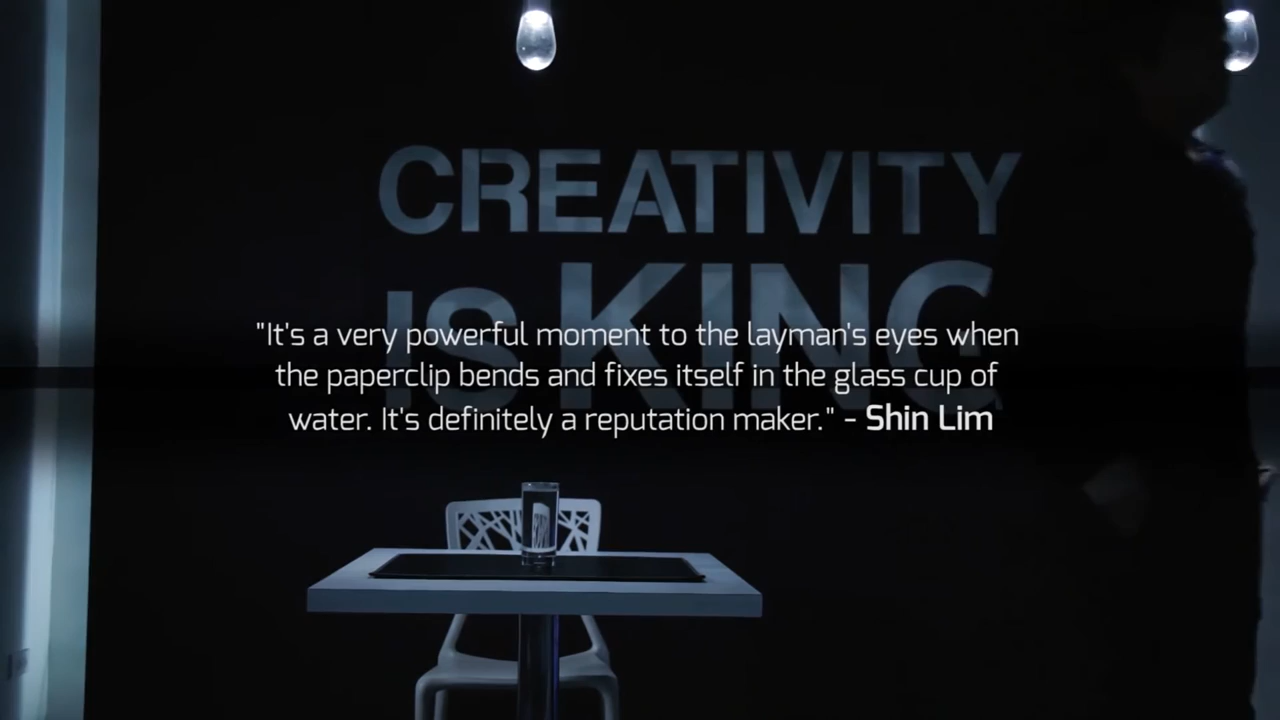 CREATIVITY
IS KING
"It's a very powerful moment to the layman's eyes when
the paperclip bends and fixes itself in the glass cup of
water. It's definitely a reputation maker." - Shin Lim